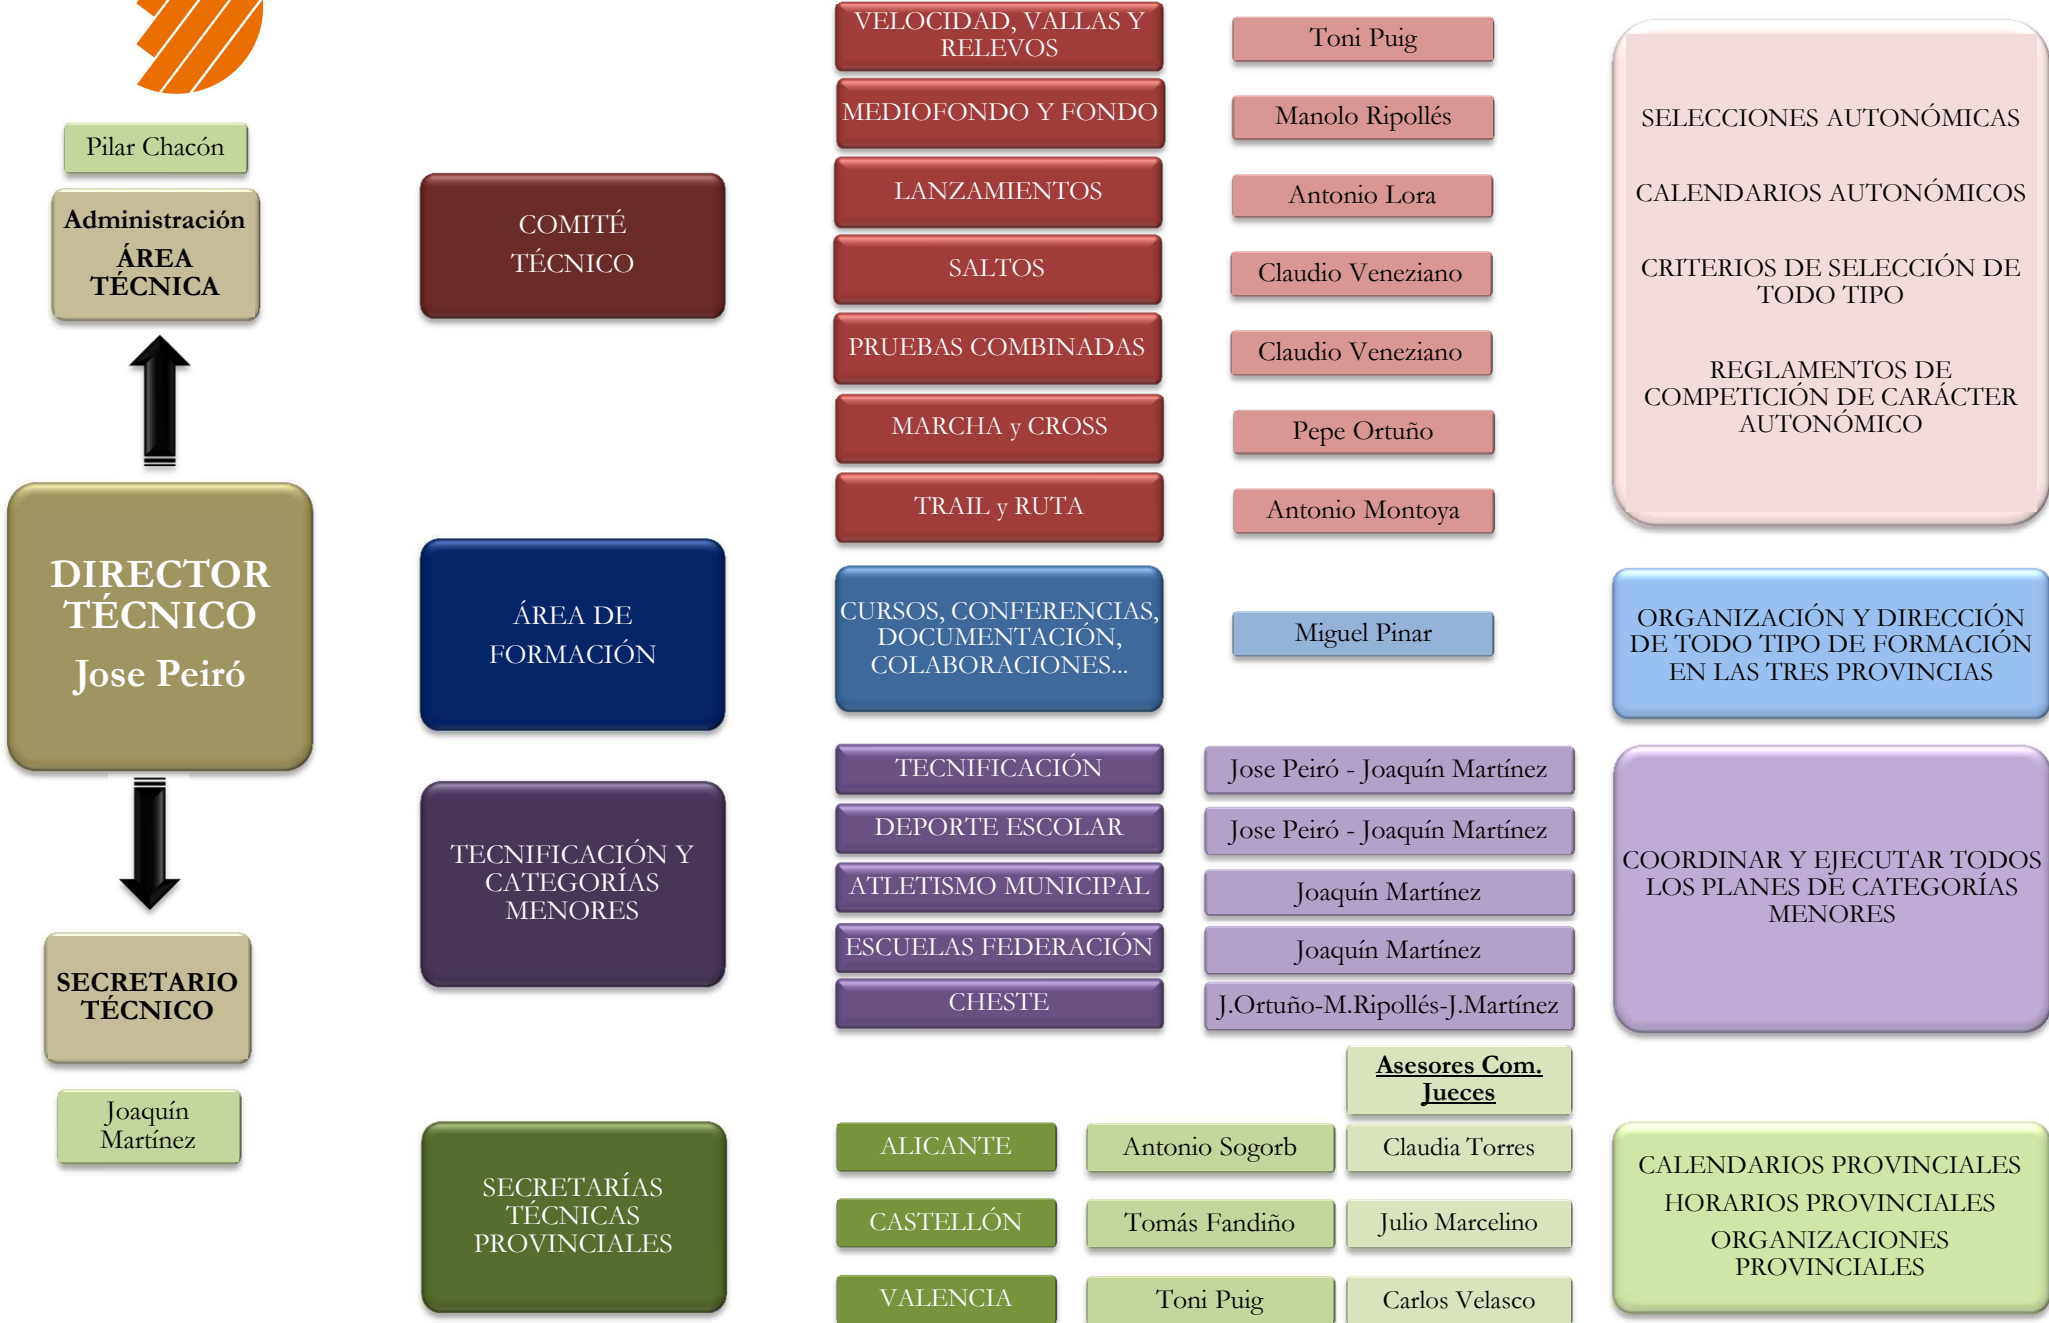 Pilar Chacón
Administración
ÁREA
TÉCNICA
DIRECTOR
TÉCNICO
Jose Peiró
SECRETARIO
TÉCNICO
Joaquín
Martínez
COMITÉ
TÉCNICO
VELOCIDAD, VALLAS Y
RELEVOS
Toni Puig
MEDIOFONDO Y FONDO
Manolo Ripollés
LANZAMIENTOS
Antonio Lora
SALTOS
Claudio Veneziano
PRUEBAS COMBINADAS
Claudio Veneziano
MARCHA y CROSS
Pepe Ortuño
TRAIL y RUTA
Antonio Montoya
SELECCIONES AUTONÓMICAS
CALENDARIOS AUTONÓMICOS
CRITERIOS DE SELECCIÓN DE
TODO TIPO
REGLAMENTOS DE
COMPETICIÓN DE CARÁCTER
AUTONÓMICO
ÁREA DE
FORMACIÓN
CURSOS, CONFERENCIAS,
DOCUMENTACIÓN,
COLABORACIONES...
Miguel Pinar
ORGANIZACIÓN Y DIRECCIÓN
DE TODO TIPO DE FORMACIÓN
EN LAS TRES PROVINCIAS
TECNIFICACIÓN Y
CATEGORÍAS
MENORES
TECNIFICACIÓN
Jose Peiró - Joaquín Martínez
DEPORTE ESCOLAR
Jose Peiró - Joaquín Martínez
ATLETISMO MUNICIPAL
Joaquín Martínez
ESCUELAS FEDERACIÓN
Joaquín Martínez
CHESTE
J.Ortuño-M.Ripollés-J.Martínez
COORDINAR Y EJECUTAR TODOS
LOS PLANES DE CATEGORÍAS
MENORES
SECRETARÍAS
TÉCNICAS
PROVINCIALES
Asesores Com.
Jueces
ALICANTE
Antonio Sogorb
Claudia Torres
CASTELLÓN
Tomás Fandiño
Julio Marcelino
VALENCIA
Toni Puig
Carlos Velasco
CALENDARIOS PROVINCIALES
HORARIOS PROVINCIALES
ORGANIZACIONES
PROVINCIALES